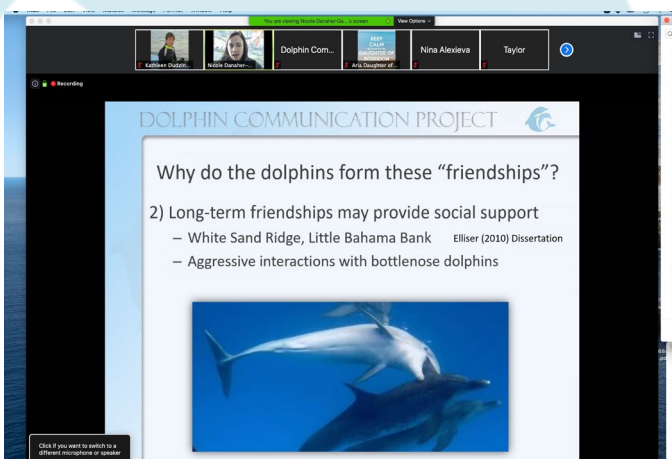 You are viewing Nicole Danaher-Ga...'s screen
View Options
Kathleen Dudzin...
Nicole Danaher-...
Dolphin Com...
KEEP
CALM
DAUGHTER OF
POSEIDON
Aria Daughter of...
Nina Alexieva
Taylor
Recording
DOLPHIN COMMUNICATION PROJECT
Why do the dolphins form these “friendships”?
2) Long-term friendships may provide social support
– White Sand Ridge, Little Bahama Bank Elliser (2010) Dissertation
– Aggressive interactions with bottlenose dolphins
Click if you want to switch to a
different microphone or speaker